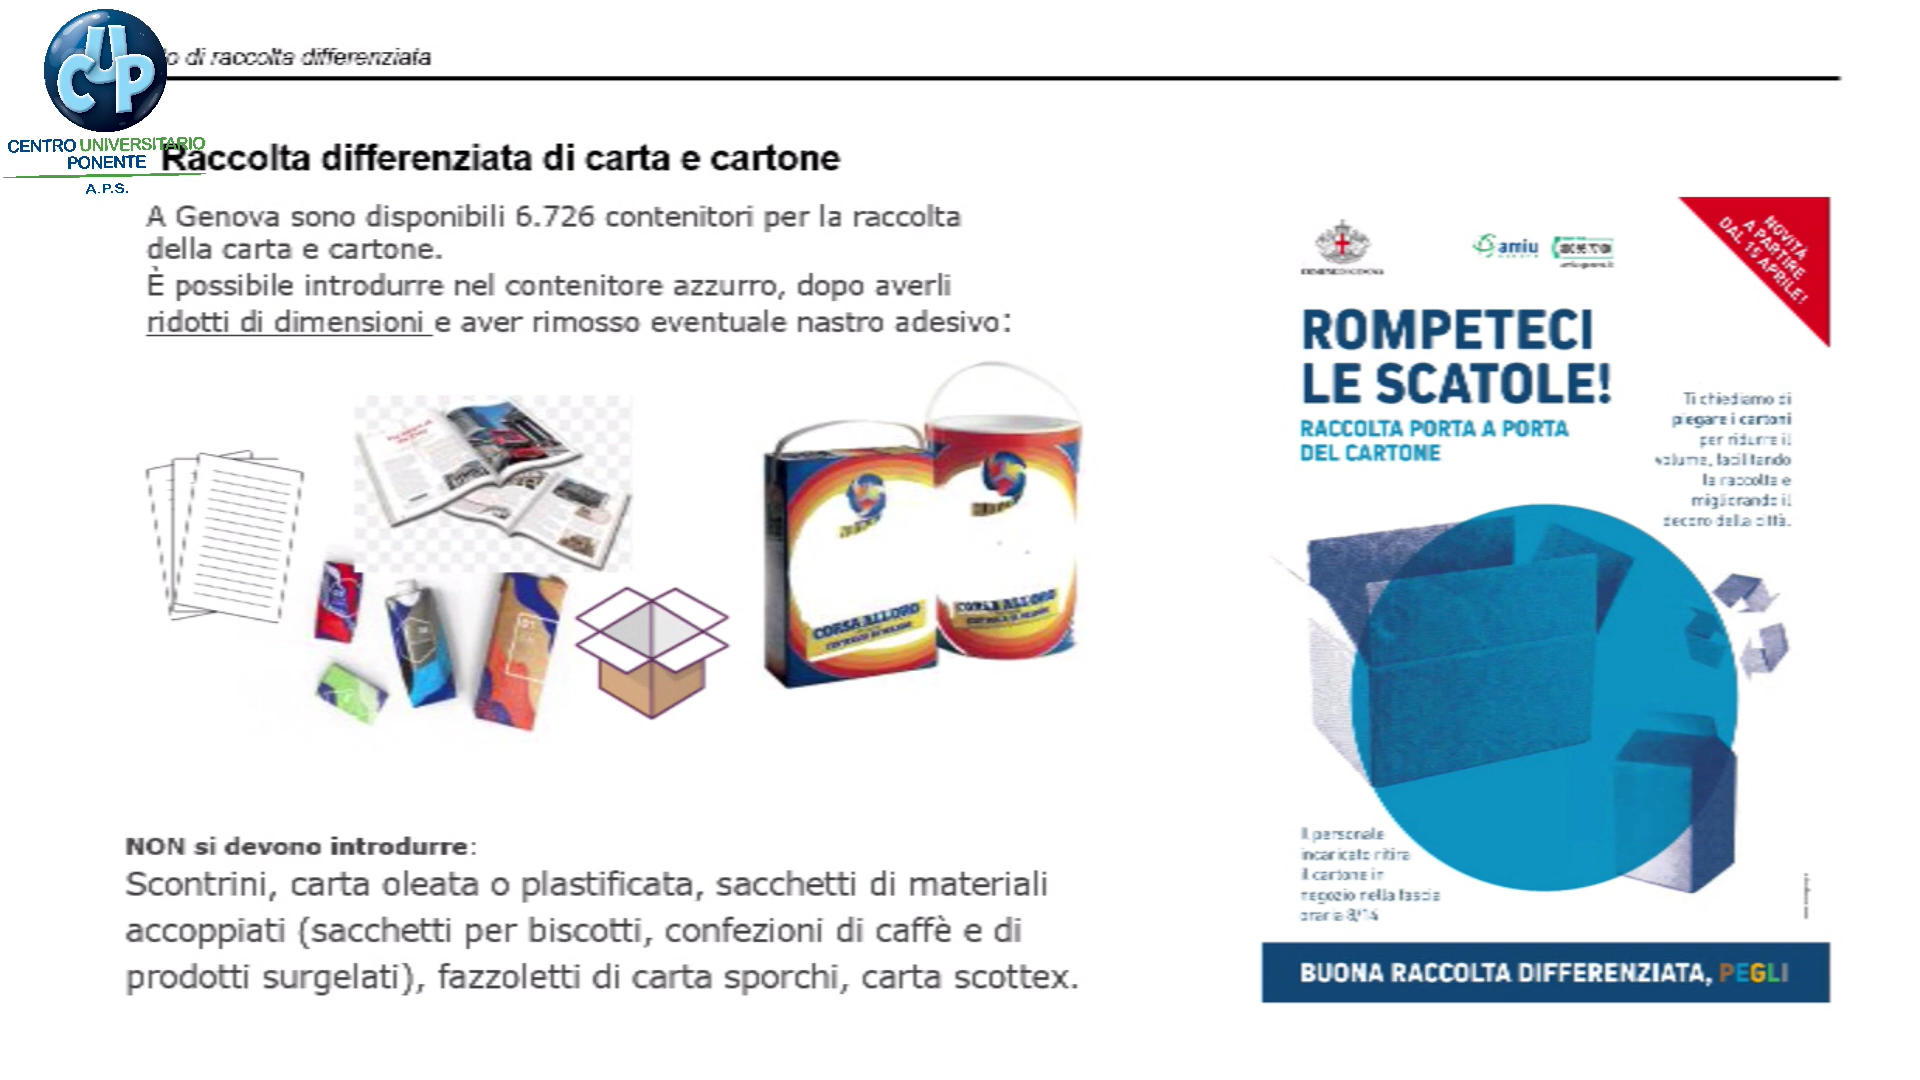 CUP
CENTRO UNIVERSITARIO
PONENTE
A.P.S.
di raccolta differenziata
Raccolta differenziata di carta e cartone
A Genova sono disponibili 6.726 contenitori per la raccolta
della carta e cartone.
È possibile introdurre nel contenitore azzurro, dopo averli
ridotti di dimensioni e aver rimosso eventuale nastro adesivo:
CORSA ALL'ORO
CORSA ALL'ORO
NON si devono introdurre:
Scontrini, carta oleata o plastificata, sacchetti di materiali
accoppiati (sacchetti per biscotti, confezioni di caffè e di
prodotti surgelati), fazzoletti di carta sporchi, carta scottex.
amiu
NOVITÀ
A PARTIRE
DAL 15 APRILE!
ROMPETECI
LE SCATOLE!
RACCOLTA PORTA A PORTA
DEL CARTONE
Ti chiediamo di
piegare i cartoni
per ridurre il
volume, facilitando
la raccolta e
migliorando il
decoro della città.
Il personale
incaricato ritira
il cartone in
negozio nella fascia
oraria 8/14
BUONA RACCOLTA DIFFERENZIATA, PEGLI